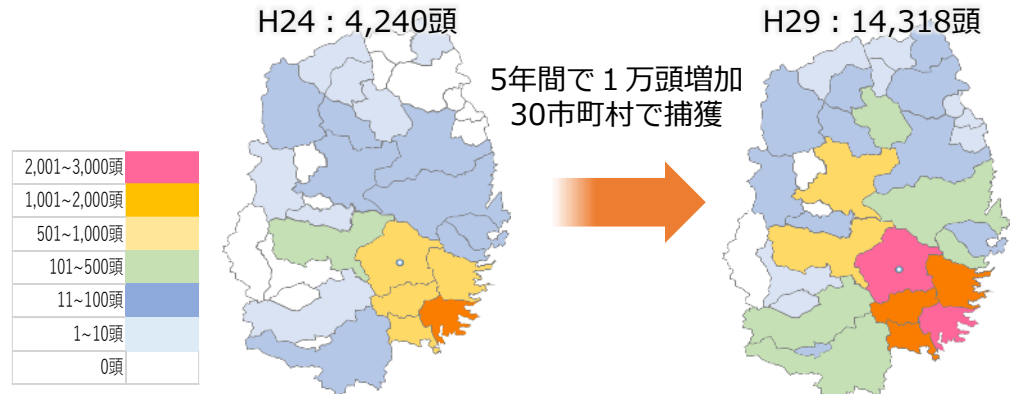 H24：4,240頭
H29：14,318頭
5年間で１万頭増加
30市町村で捕獲
2,001~3,000頭
1,001~2,000頭
501~1,000頭
101~500頭
11~100頭
1~10頭
0頭